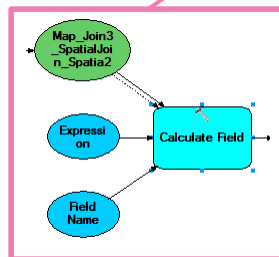 Map_Join3
_SpatialJoi
n_Spatia2
Expressi
on
Calculate Field
Field
Name